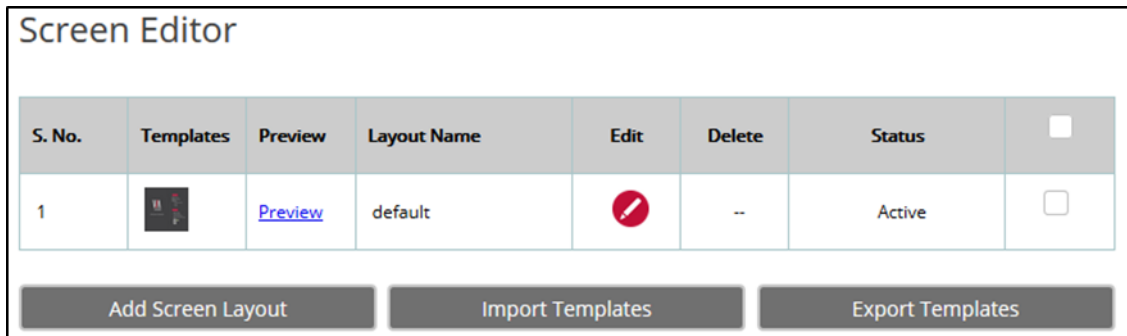 Screen Editor
S. No. Templates Preview Layout Name Edit Delete Status
1 Preview default -- Active
Add Screen Layout Import Templates Export Templates